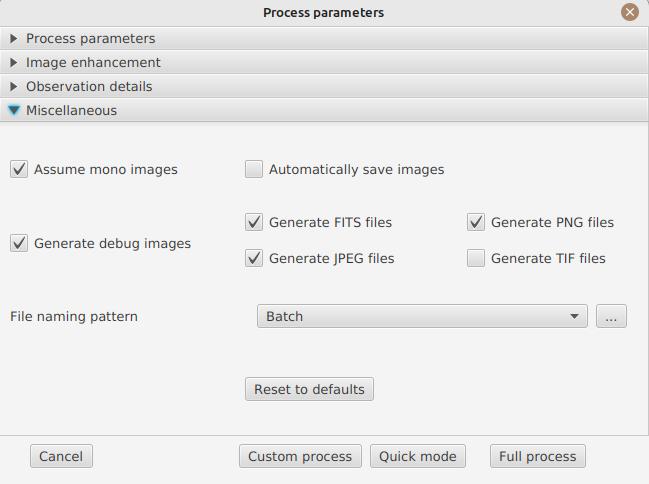 Process parameters
Process parameters
Image enhancement
Observation details
Miscellaneous
Assume mono images
Automatically save images
Generate debug images
Generate FITS files
Generate PNG files
Generate JPEG files
Generate TIF files
File naming pattern
Batch
...
Reset to defaults
Cancel
Custom process
Quick mode
Full process